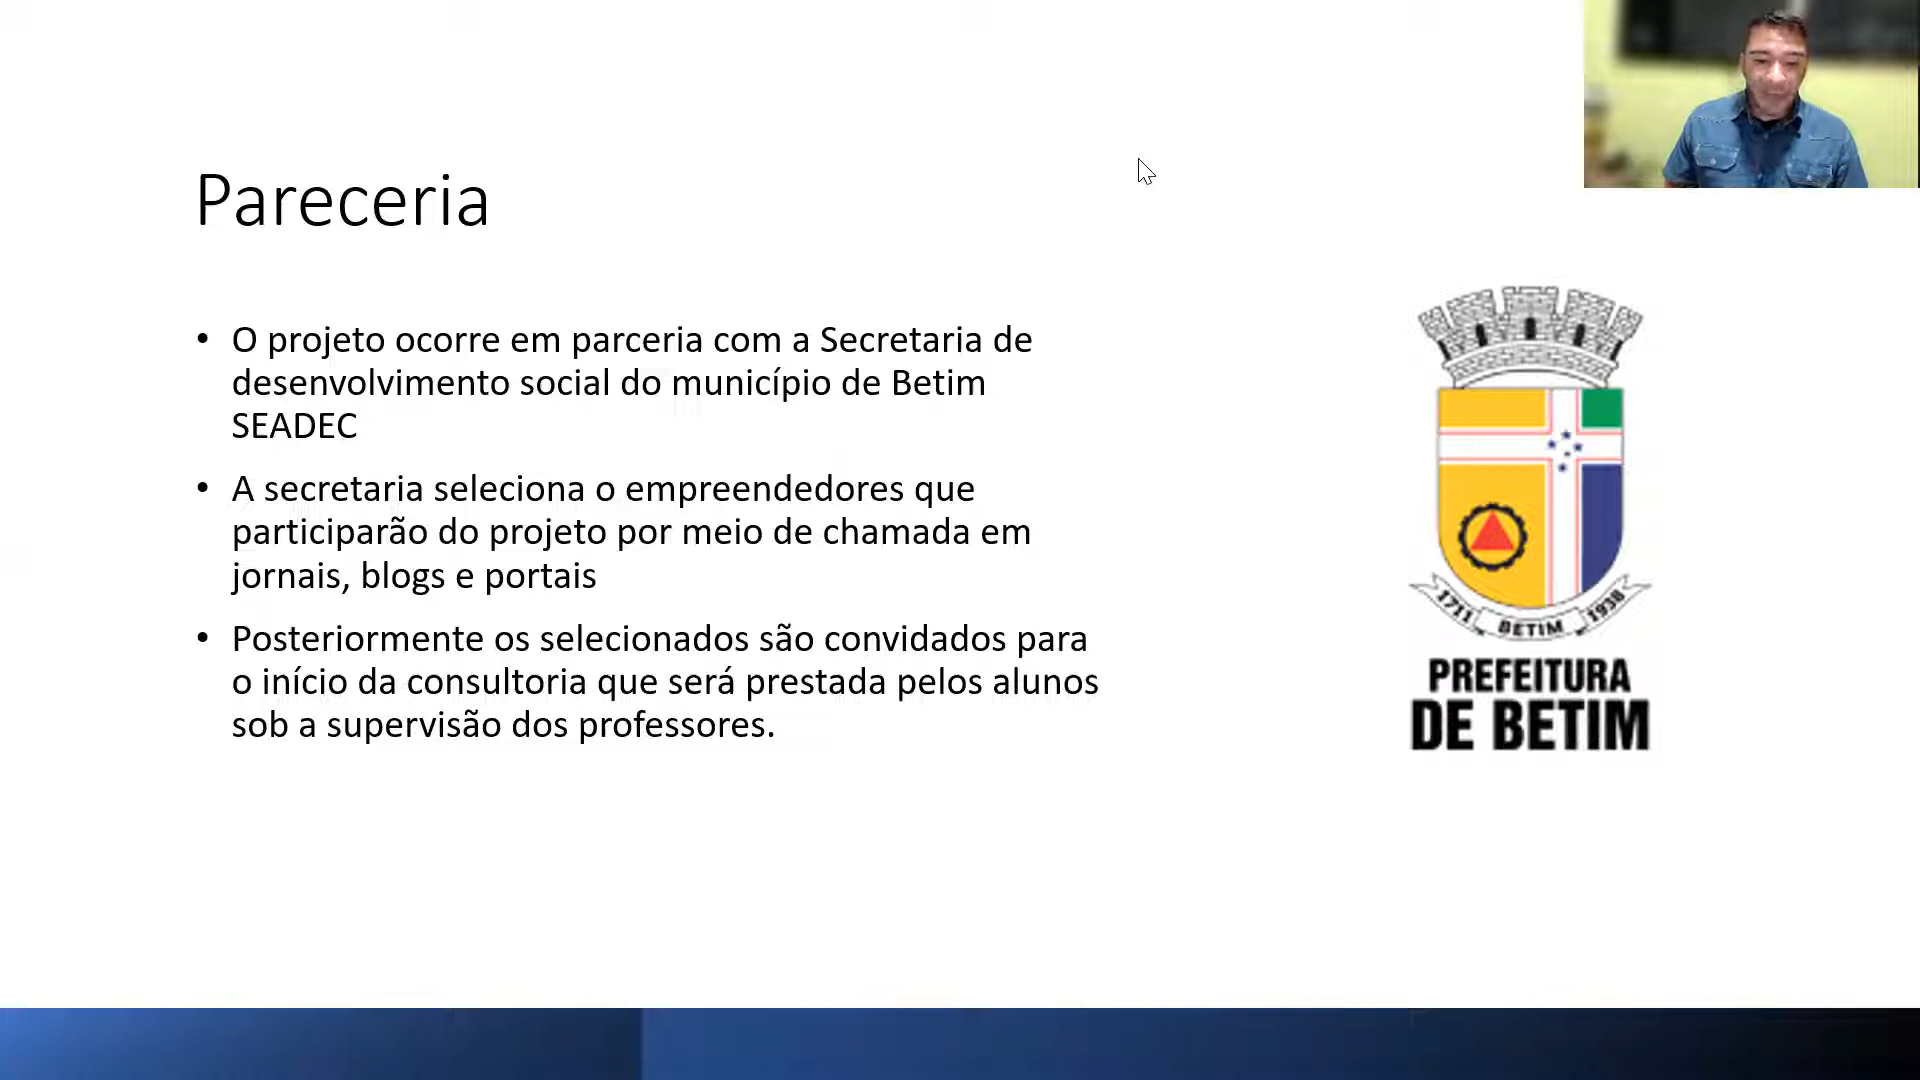 Pareceria
• O projeto ocorre em parceria com a Secretaria de
desenvolvimento social do município de Betim
SEADEC
• A secretaria seleciona o empreendedores que
participarão do projeto por meio de chamada em
jornais, blogs e portais
• Posteriormente os selecionados são convidados para
o início da consultoria que será prestada pelos alunos
sob a supervisão dos professores.
1711 BETIM 1938
PREFEITURA
DE BETIM